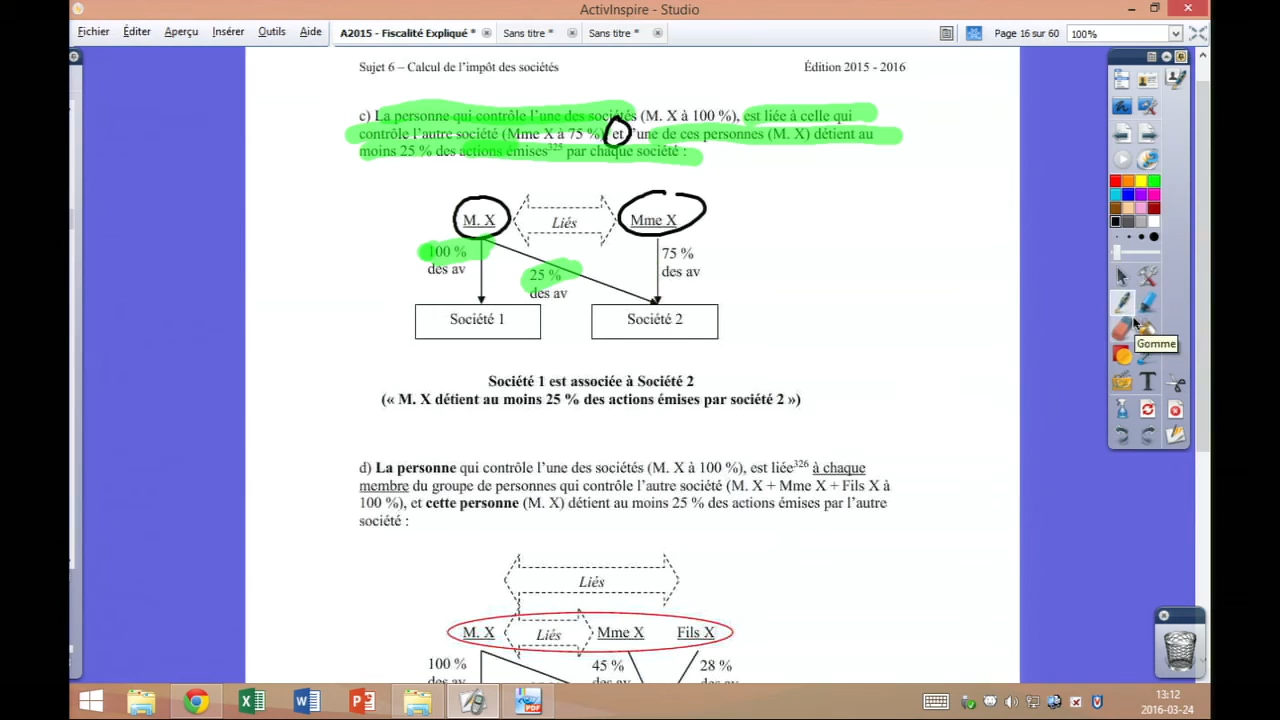 ActivInspire - Studio
Fichier Éditer Aperçu Insérer Outils Aide A2015 - Fiscalité Expliqué * Sans titre * Sans titre * Page 16 sur 60 100%
Sujet 6 – Calcul de l'impôt des sociétés Édition 2015 - 2016
c) La personne qui contrôle l'une des sociétés (M. X à 100 %), est liée à celle qui
contrôle l'autre société (Mme X à 75 %) et l'une de ces personnes (M. X) détient au
moins 25 % des actions émises325 par chaque société :
M. X Liés Mme X
100 % 75 %
des av des av
25 %
des av
Société 1 Société 2
Gomme
Société 1 est associée à Société 2
(« M. X détient au moins 25 % des actions émises par société 2 »)
d) La personne qui contrôle l'une des sociétés (M. X à 100 %), est liée326 à chaque
membre du groupe de personnes qui contrôle l'autre société (M. X + Mme X + Fils X à
100 %), et cette personne (M. X) détient au moins 25 % des actions émises par l'autre
société :
Liés
M. X Liés Mme X Fils X
100 % 45 % 28 %
des av des av des av
13:12
2016-03-24